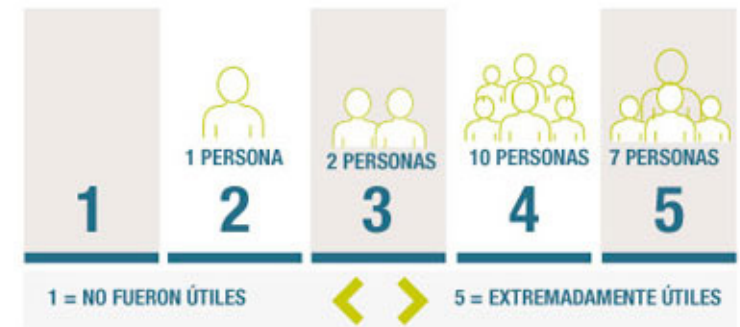 1 PERSONA
2 PERSONAS
10 PERSONAS
7 PERSONAS
1
2
3
4
5
1 = NO FUERON ÚTILES
5 = EXTREMADAMENTE ÚTILES